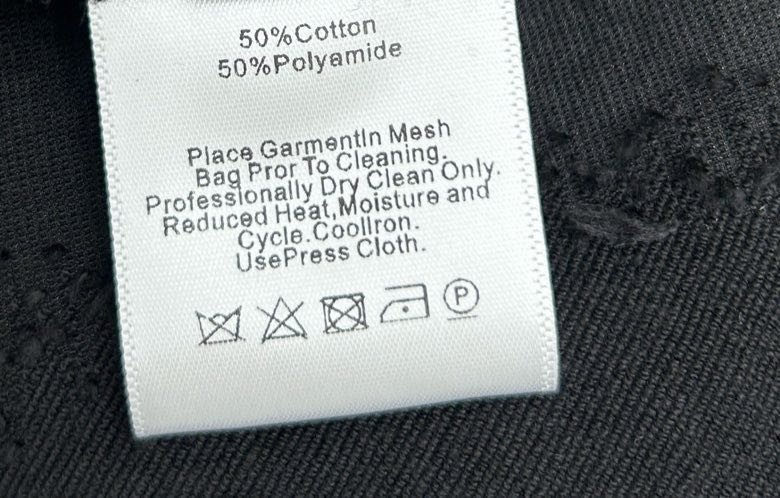 50%Cotton
50%Polyamide
Place GarmentIn Mesh
Bag Pror To Cleaning.
Professionally Dry Clean Only.
Reduced Heat,Moisture and
Cycle.CoolIron.
UsePress Cloth.
P